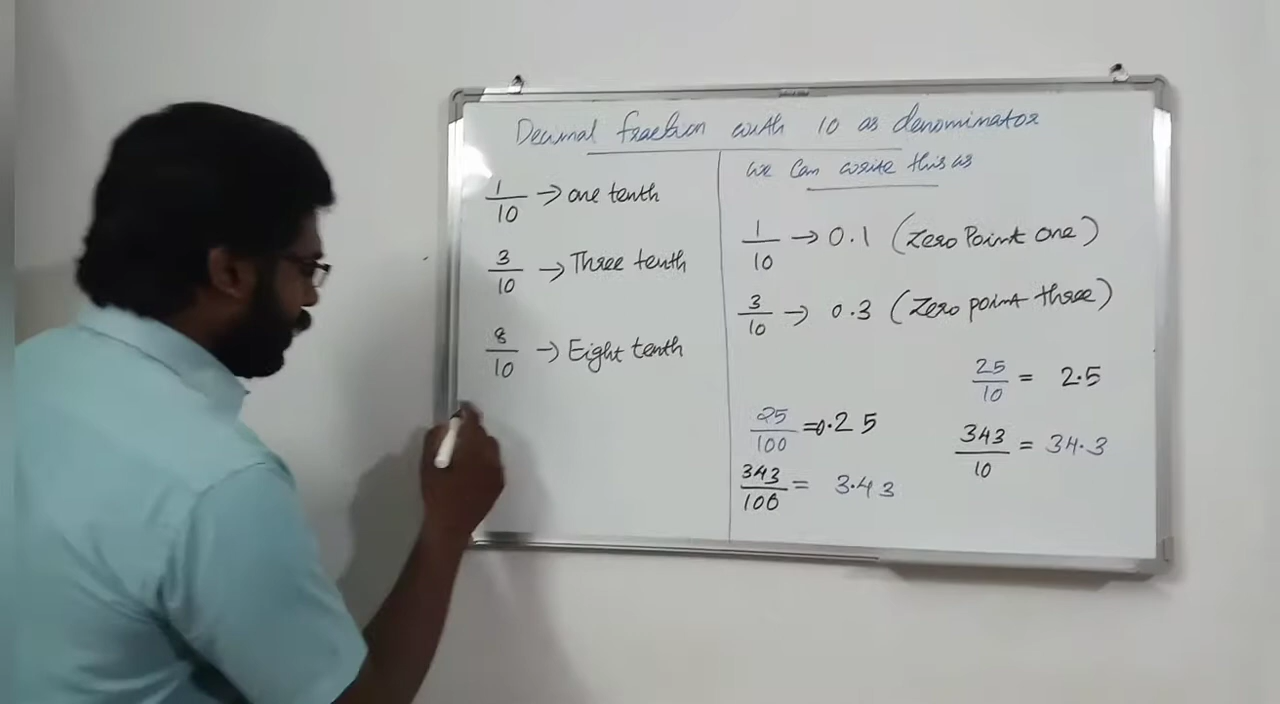 Decimal fraction with 10 as denominator
1/10 → one tenth
3/10 → Three tenth
8/10 → Eight tenth
we can write this as
1/10 → 0.1 (Zero Point One)
3/10 → 0.3 (Zero point three)
25/10 = 2.5
25/100 = 0.25
343/10 = 34.3
343/100 = 3.43